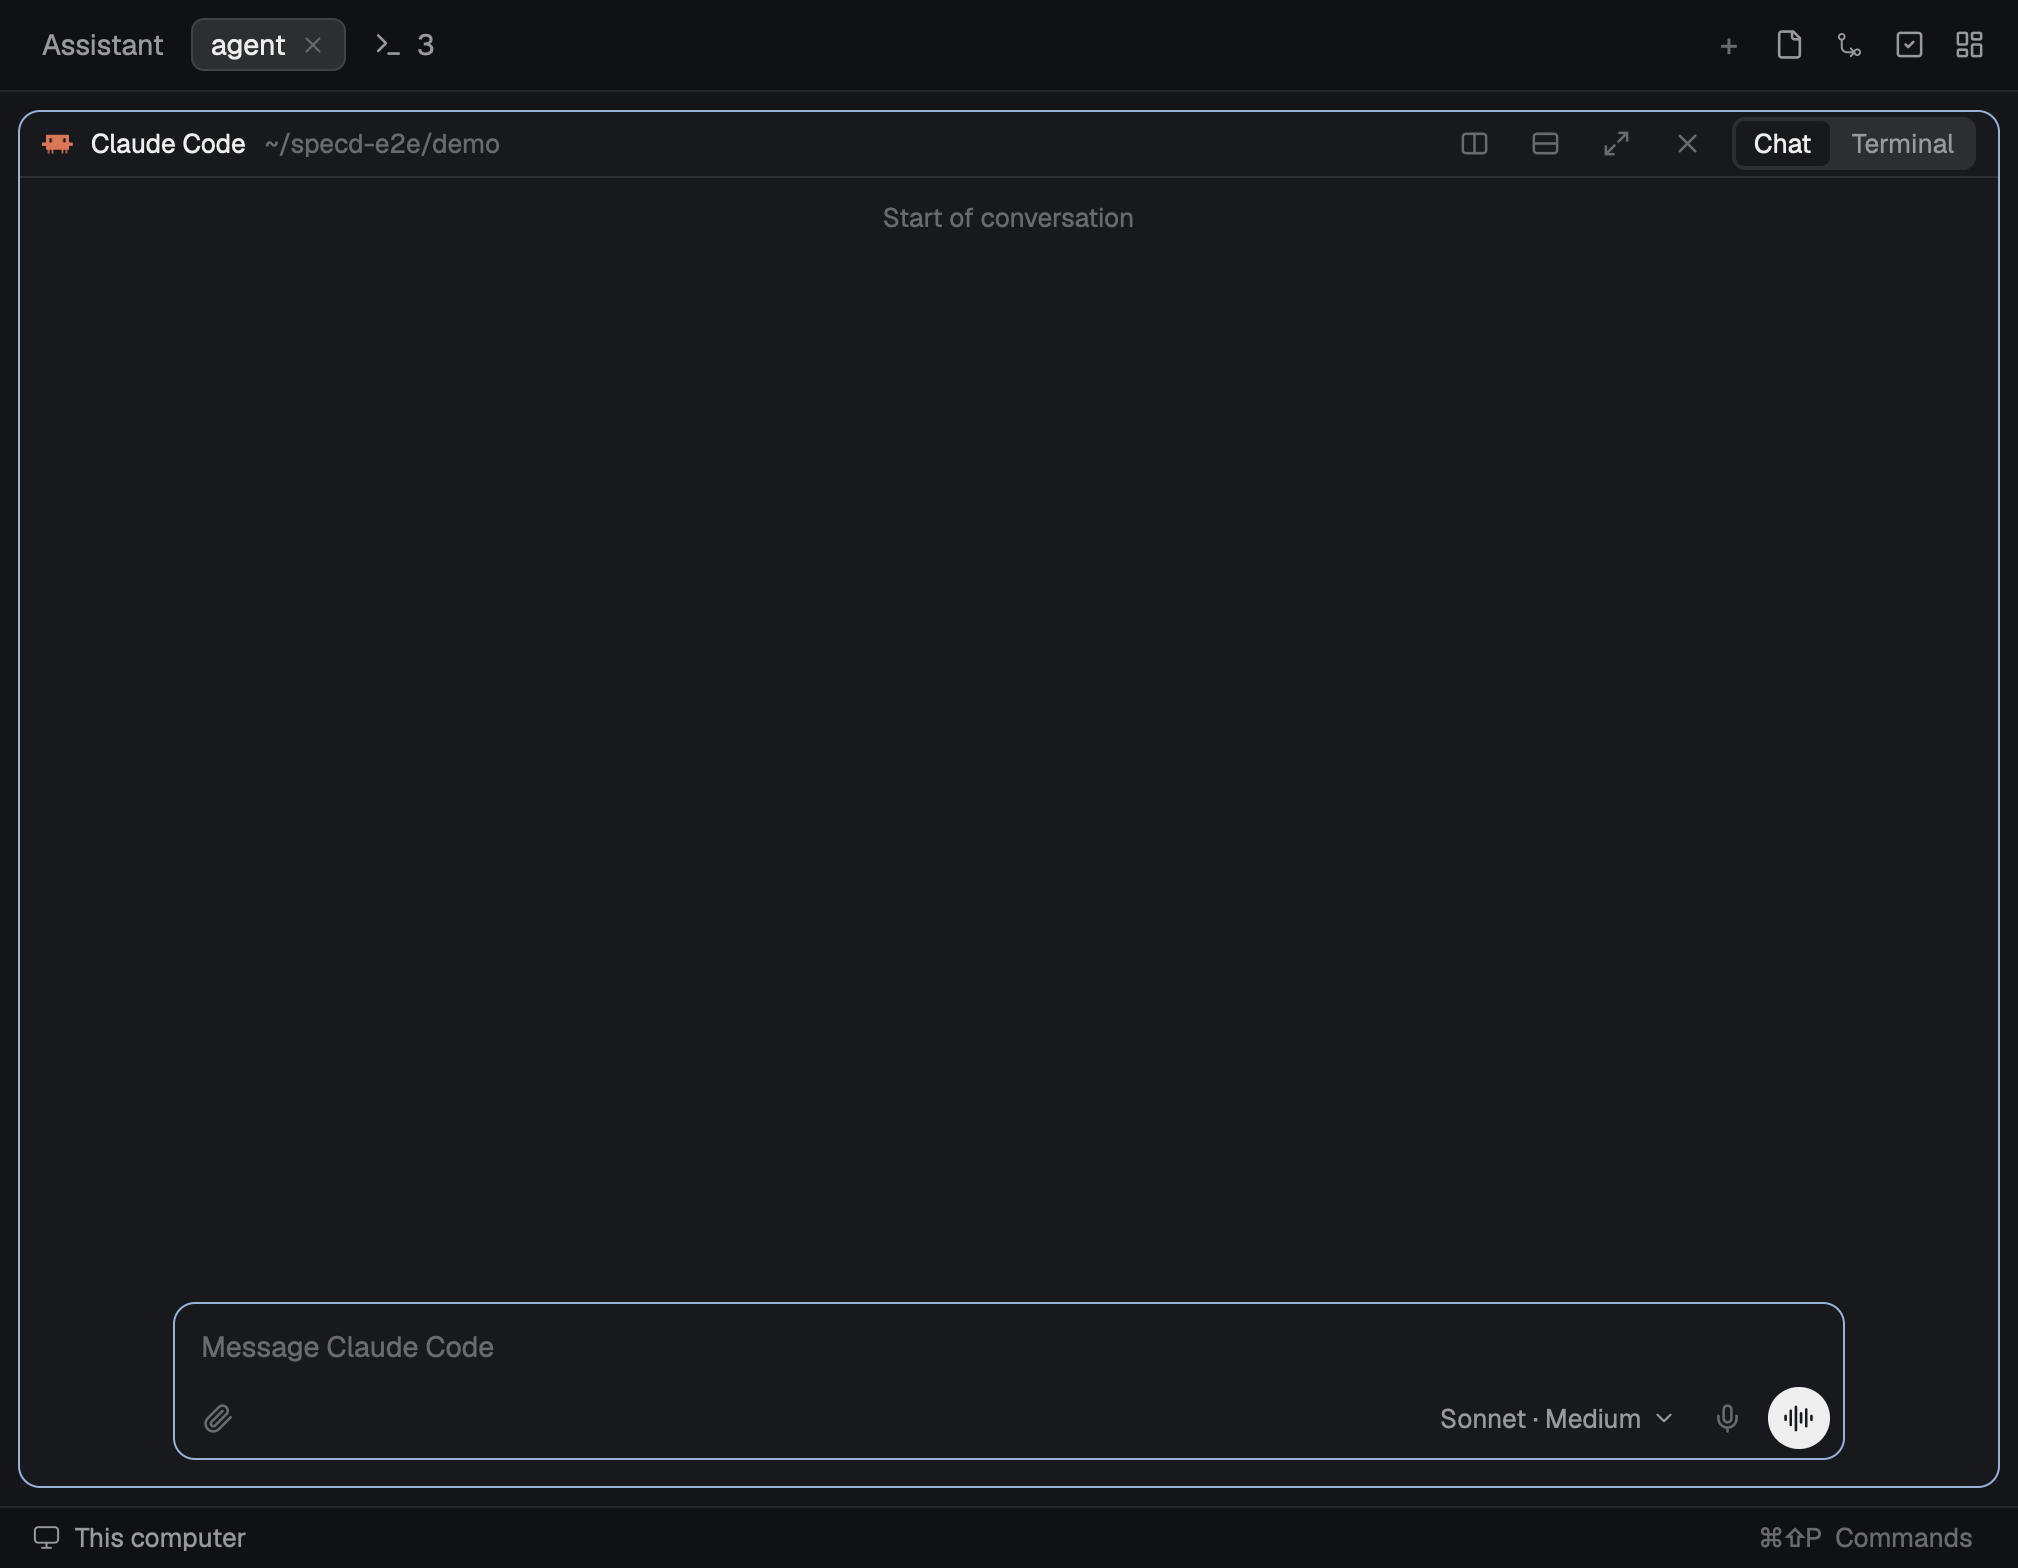 Assistant agent 3
Claude Code ~/specd-e2e/demo Chat Terminal
Start of conversation
Message Claude Code
Sonnet · Medium
This computer ⌘⇧P Commands